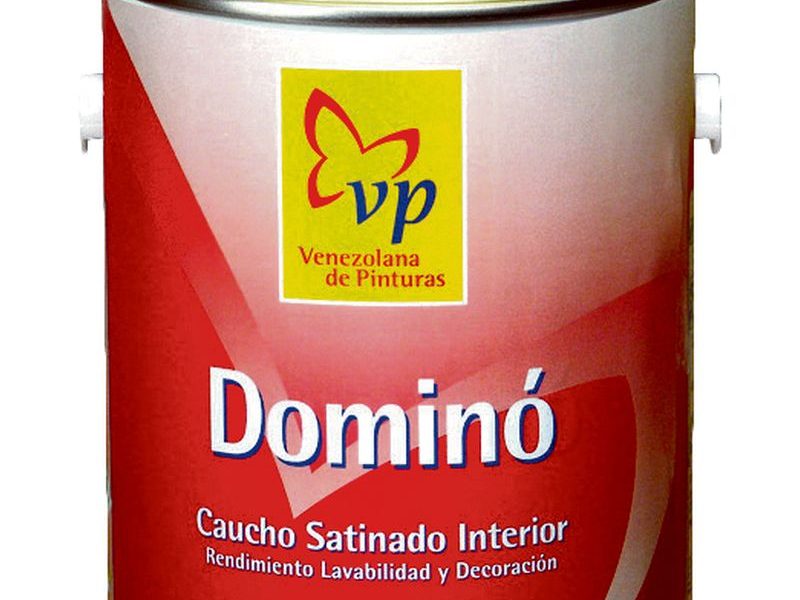 vp
Venezolana
de Pinturas
Dominó
Caucho Satinado Interior
Rendimiento Lavabilidad y Decoración